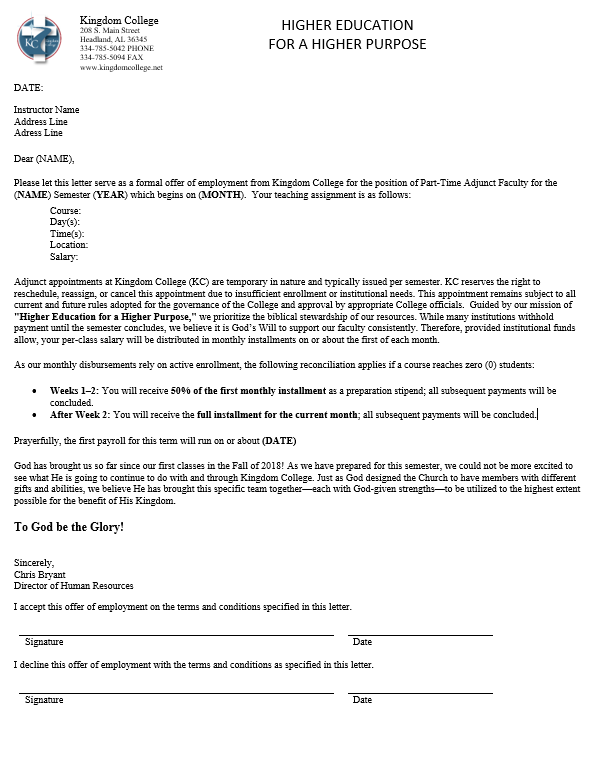 KC
Kingdom College
208 S. Main Street
Headland, AL 36345
334-785-5042 PHONE
334-785-5094 FAX
www.kingdomcollege.net
HIGHER EDUCATION
FOR A HIGHER PURPOSE
DATE:
Instructor Name
Address Line
Adress Line
Dear (NAME),
Please let this letter serve as a formal offer of employment from Kingdom College for the position of Part-Time Adjunct Faculty for the
(NAME) Semester (YEAR) which begins on (MONTH). Your teaching assignment is as follows:
Course:
Day(s):
Time(s):
Location:
Salary:
Adjunct appointments at Kingdom College (KC) are temporary in nature and typically issued per semester. KC reserves the right to
reschedule, reassign, or cancel this appointment due to insufficient enrollment or institutional needs. This appointment remains subject to all
current and future rules adopted for the governance of the College and approval by appropriate College officials. Guided by our mission of
"Higher Education for a Higher Purpose," we prioritize the biblical stewardship of our resources. While many institutions withhold
payment until the semester concludes, we believe it is God's Will to support our faculty consistently. Therefore, provided institutional funds
allow, your per-class salary will be distributed in monthly installments on or about the first of each month.
As our monthly disbursements rely on active enrollment, the following reconciliation applies if a course reaches zero (0) students:
• Weeks 1–2: You will receive 50% of the first monthly installment as a preparation stipend; all subsequent payments will be
concluded.
• After Week 2: You will receive the full installment for the current month; all subsequent payments will be concluded.
Prayerfully, the first payroll for this term will run on or about (DATE)
God has brought us so far since our first classes in the Fall of 2018! As we have prepared for this semester, we could not be more excited to
see what He is going to continue to do with and through Kingdom College. Just as God designed the Church to have members with different
gifts and abilities, we believe He has brought this specific team together—each with God-given strengths—to be utilized to the highest extent
possible for the benefit of His Kingdom.
To God be the Glory!
Sincerely,
Chris Bryant
Director of Human Resources
I accept this offer of employment on the terms and conditions specified in this letter.
Signature Date
I decline this offer of employment with the terms and conditions as specified in this letter.
Signature Date